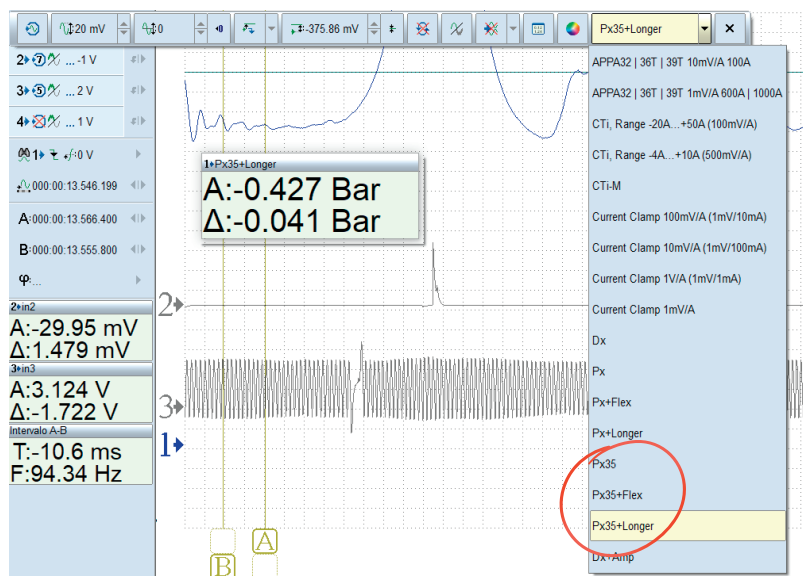 20 mV
0
-375.86 mV
Px35+Longer
2 7 ...-1 V
3 5 ... 2 V
4 ... 1 V
1 :0 V
000:00:13.546.199
A:000:00:13.566.400
B:000:00:13.555.800
φ:...
2 in2
A:-29.95 mV
Δ:1.479 mV
3 in3
A:3.124 V
Δ:-1.722 V
Intervalo A-B
T:-10.6 ms
F:94.34 Hz
1 Px35+Longer
A:-0.427 Bar
Δ:-0.041 Bar
2
3
1
A
B
APPA32 | 36T | 39T 10mV/A 100A
APPA32 | 36T | 39T 1mV/A 600A | 1000A
CTi, Range -20A...+50A (100mV/A)
CTi, Range -4A...+10A (500mV/A)
CTi-M
Current Clamp 100mV/A (1mV/10mA)
Current Clamp 10mV/A (1mV/100mA)
Current Clamp 1V/A (1mV/1mA)
Current Clamp 1mV/A
Dx
Px
Px+Flex
Px+Longer
Px35
Px35+Flex
Px35+Longer
Dx+Amp